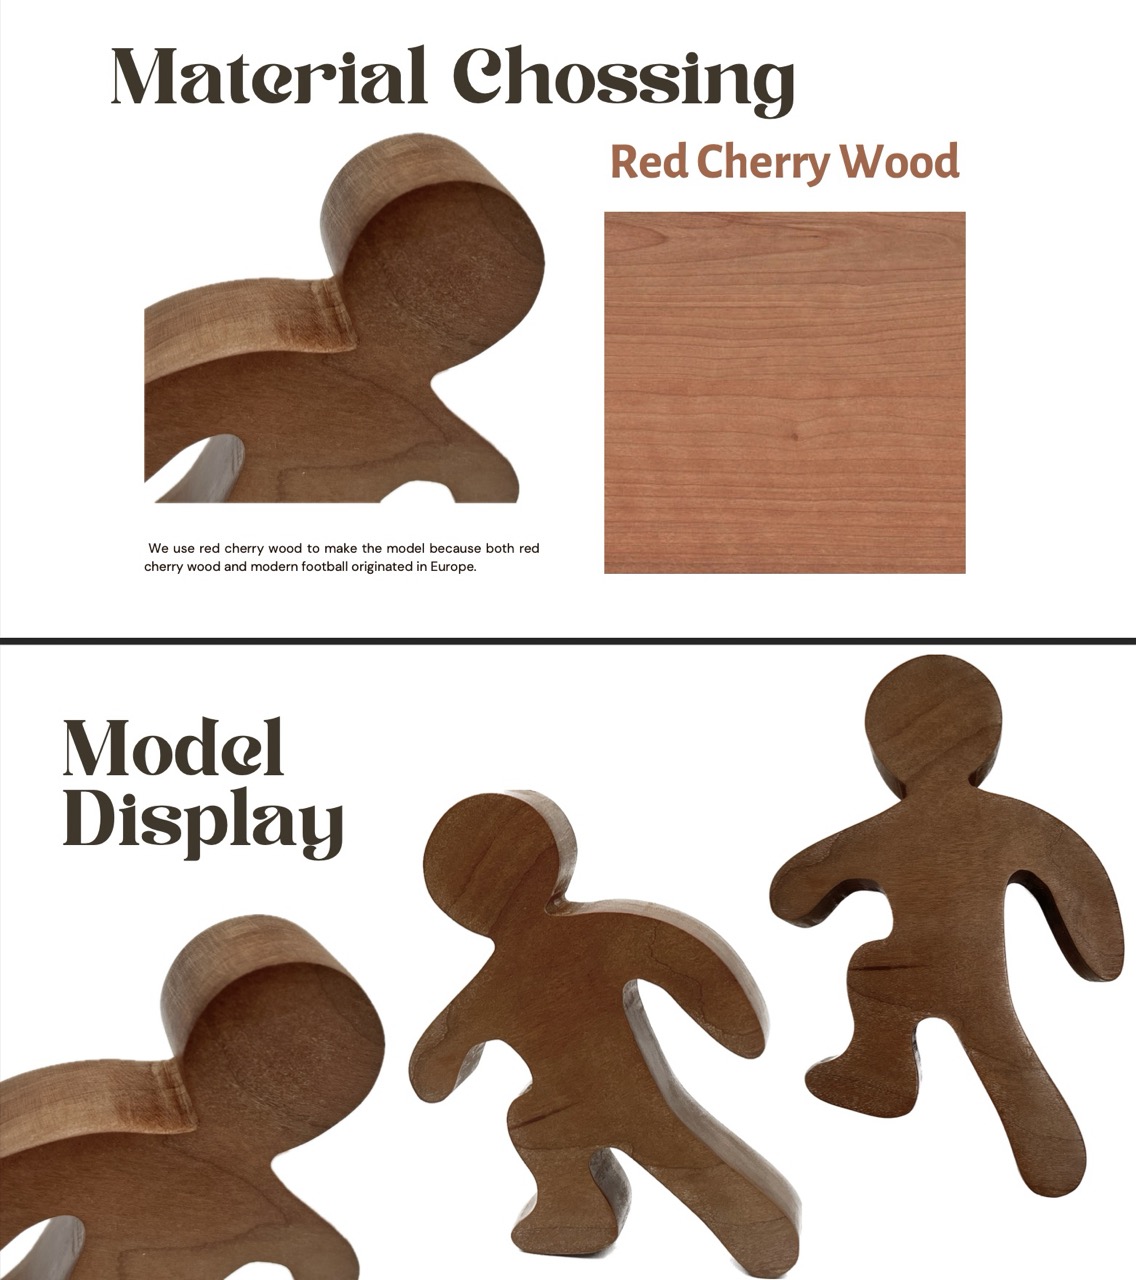 Material Chossing
Red Cherry Wood
We use red cherry wood to make the model because both red
cherry wood and modern football originated in Europe.
Model
Display